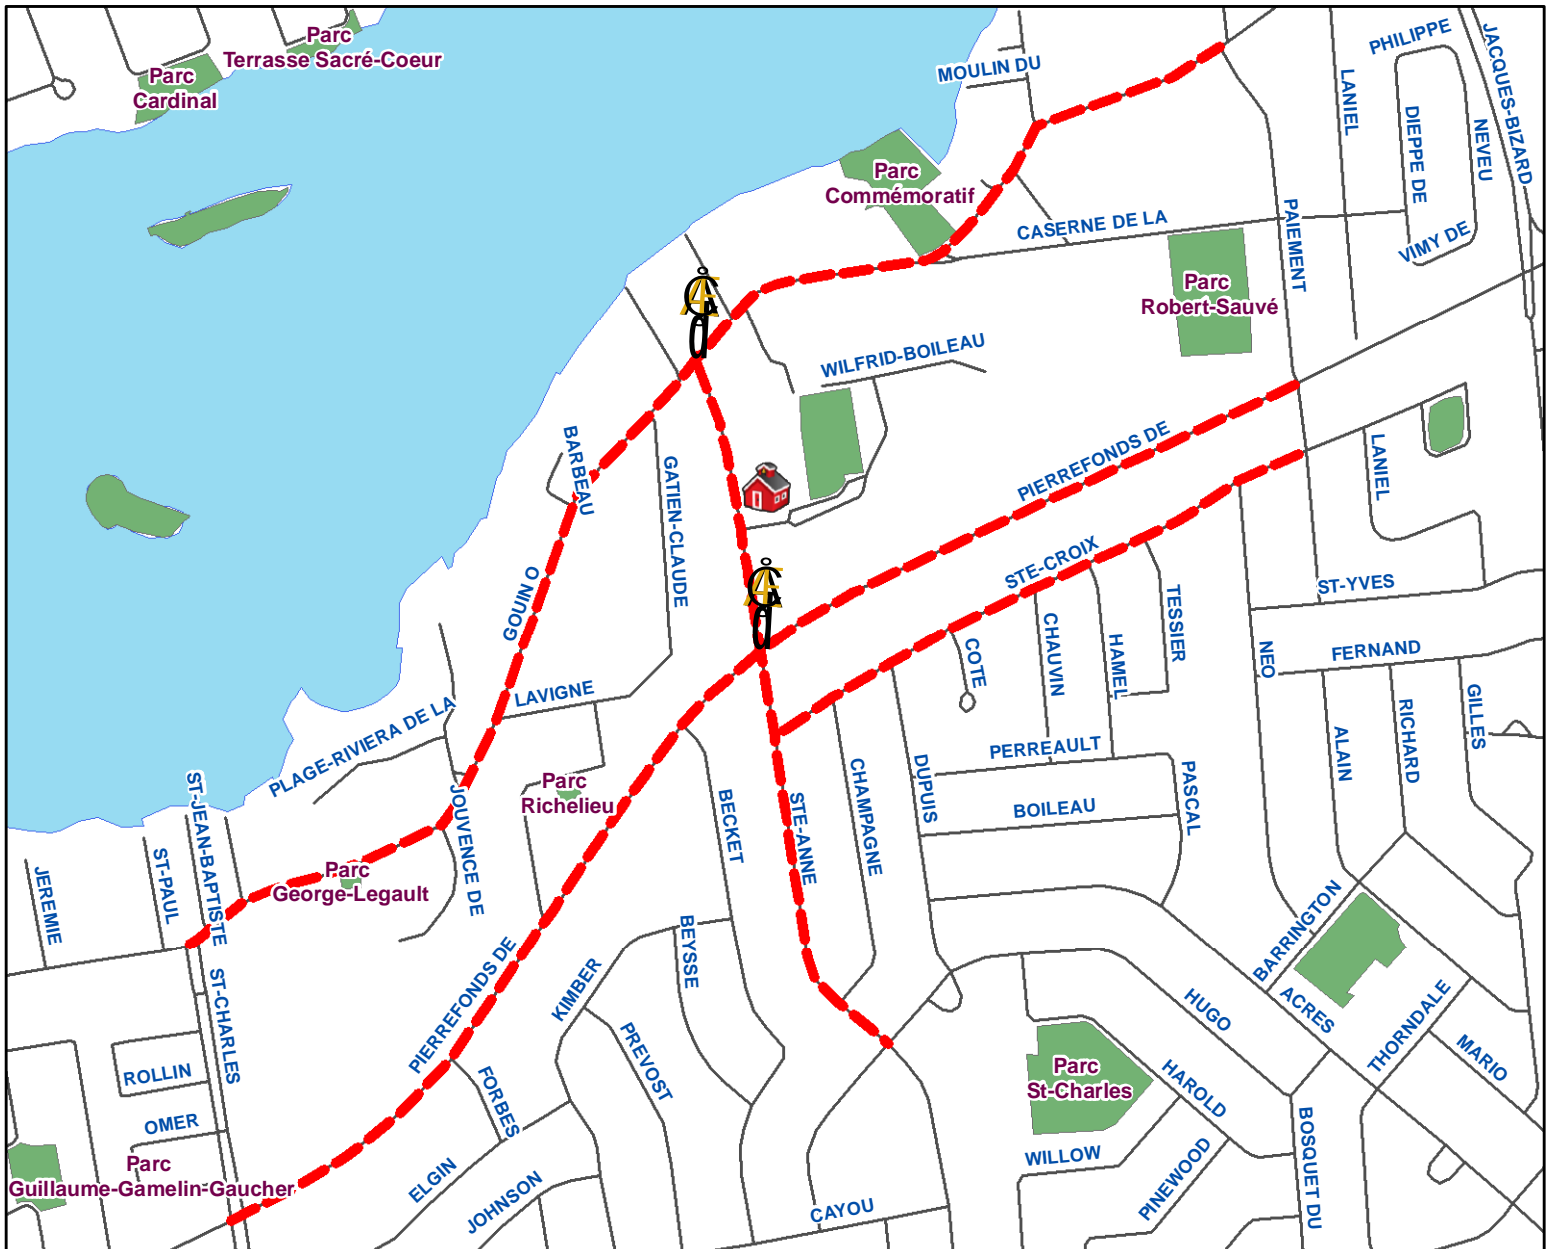 Parc
Terrasse Sacré-Coeur
Parc
Cardinal
MOULIN DU
PHILIPPE
JACQUES-BIZARD
LANIEL
DIEPPE DE
NEVEU
VIMY DE
Parc
Commémoratif
CASERNE DE LA
PAIEMENT
Parc
Robert-Sauvé
WILFRID-BOILEAU
BARBEAU
GATIEN-CLAUDE
PIERREFONDS DE
LANIEL
GOUIN O
STE-CROIX
ST-YVES
TESSIER
HAMEL
CHAUVIN
COTE
NEO
FERNAND
LAVIGNE
PLAGE-RIVIERA DE LA
RICHARD
GILLES
ALAIN
PERREAULT
DUPUIS
BOILEAU
PASCAL
CHAMPAGNE
STE-ANNE
BECKET
Parc
Richelieu
JOUVENCE DE
ST-JEAN-BAPTISTE
ST-PAUL
JEREMIE
Parc
George-Legault
BARRINGTON
ACRES
THORNDALE
MARIO
HUGO
HAROLD
BEYSSE
KIMBER
PREVOST
PIERREFONDS DE
ST-CHARLES
ROLLIN
OMER
FORBES
Parc
St-Charles
WILLOW
PINEWOOD
BOSQUET DU
Parc
Guillaume-Gamelin-Gaucher
ELGIN
JOHNSON
CAYOU